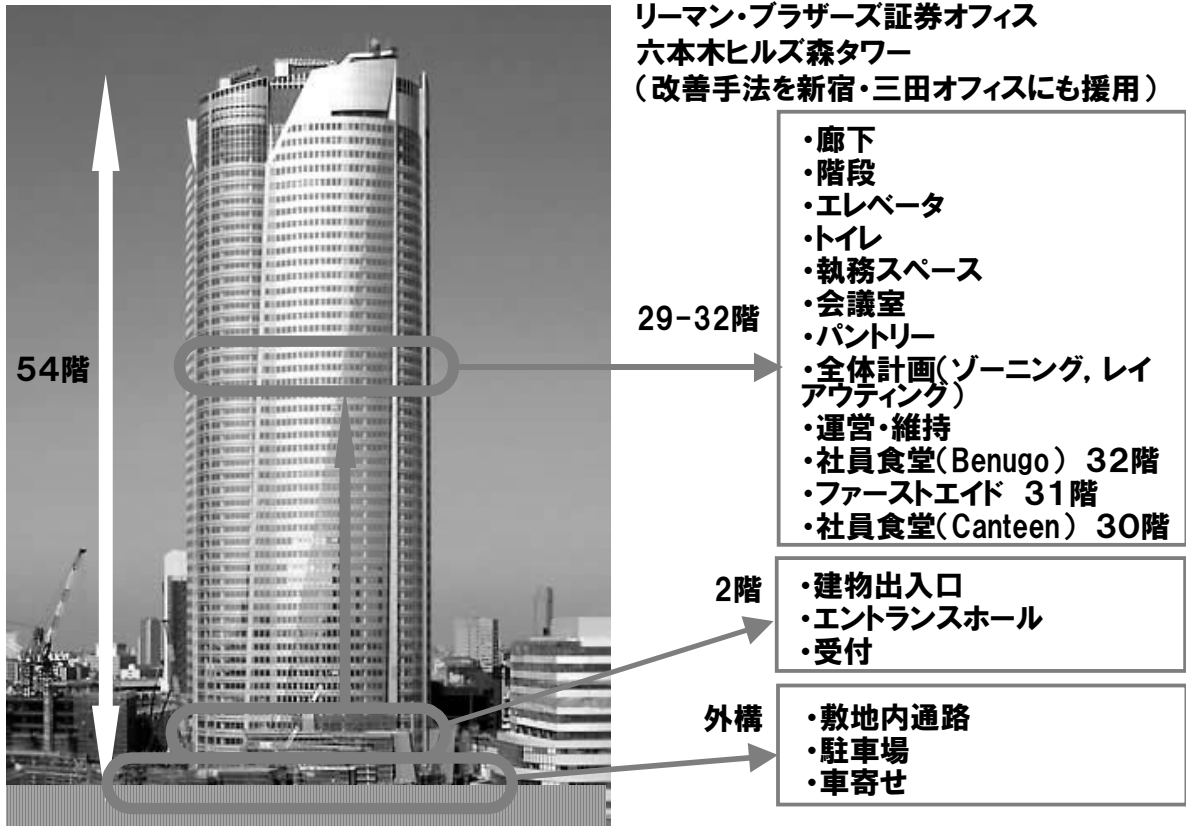 リーマン・ブラザーズ証券オフィス
六本木ヒルズ森タワー
（改善手法を新宿・三田オフィスにも援用）
54階
29-32階
・廊下
・階段
・エレベータ
・トイレ
・執務スペース
・会議室
・パントリー
・全体計画（ゾーニング，レイ
アウティング）
・運営・維持
・社員食堂（Benugo） 32階
・ファーストエイド 31階
・社員食堂（Canteen） 30階
2階
・建物出入口
・エントランスホール
・受付
外構
・敷地内通路
・駐車場
・車寄せ